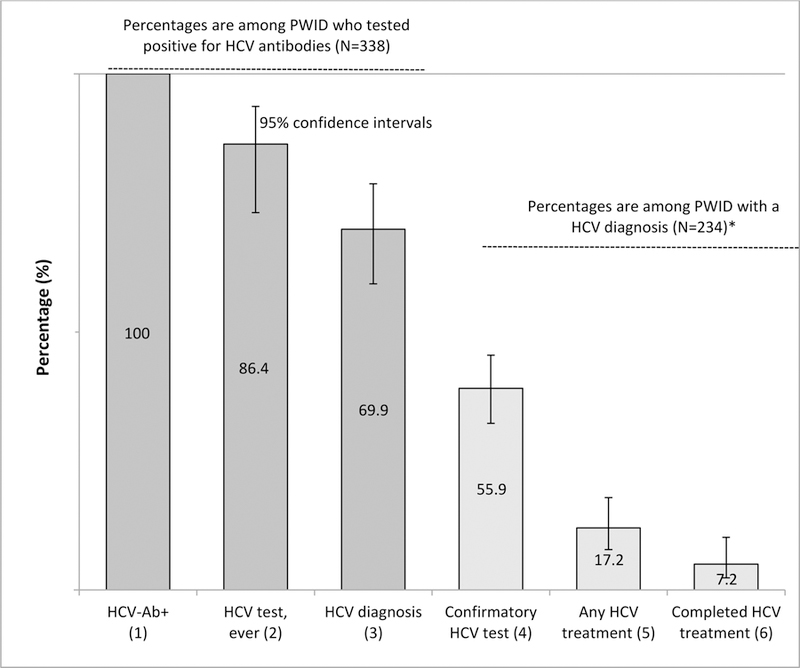 Percentages are among PWID who tested
positive for HCV antibodies (N=338)
95% confidence intervals
Percentages are among PWID with a
HCV diagnosis (N=234)*
Percentage (%)
100
86.4
69.9
55.9
17.2
7.2
HCV-Ab+
(1)
HCV test,
ever (2)
HCV diagnosis
(3)
Confirmatory
HCV test (4)
Any HCV
treatment (5)
Completed HCV
treatment (6)